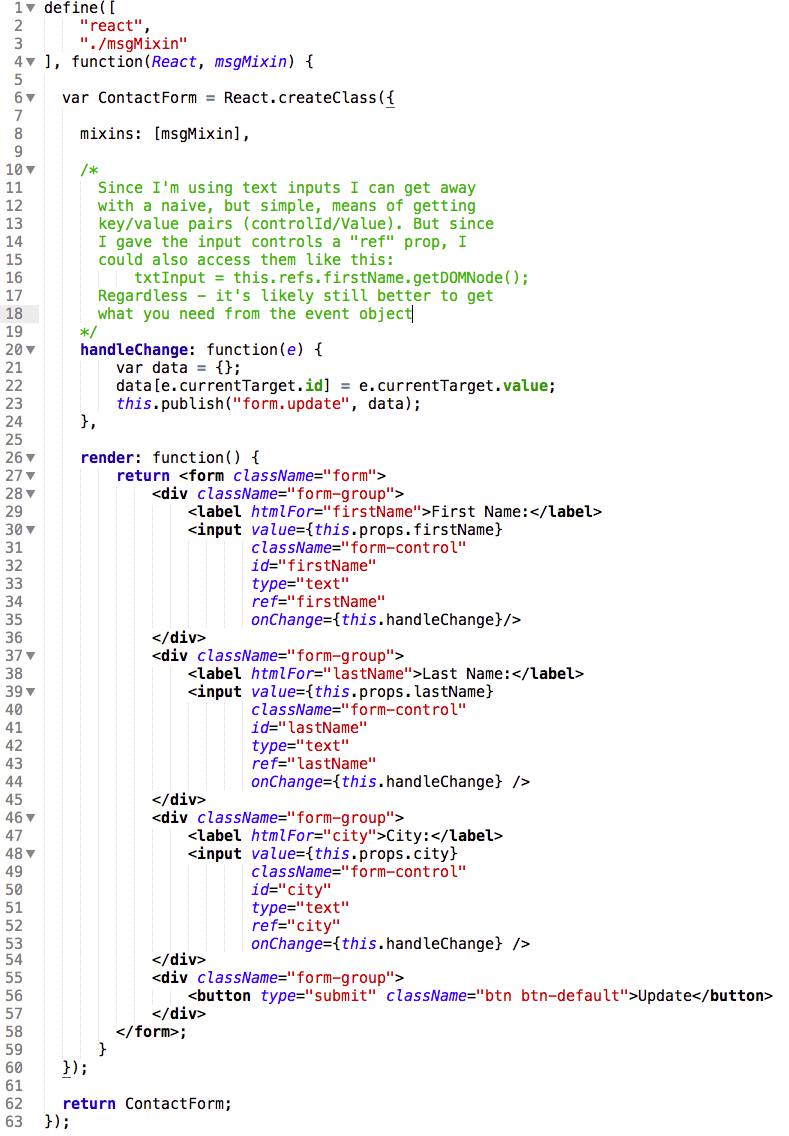 1 define([
2 "react",
3 "./msgMixin"
4 ], function(React, msgMixin) {
5
6 var ContactForm = React.createClass({
7
8 mixins: [msgMixin],
9
10 /*
11 Since I'm using text inputs I can get away
12 with a naive, but simple, means of getting
13 key/value pairs (controlId/Value). But since
14 I gave the input controls a "ref" prop, I
15 could also access them like this:
16 txtInput = this.refs.firstName.getDOMNode();
17 Regardless – it's likely still better to get
18 what you need from the event object
19 */
20 handleChange: function(e) {
21 var data = {};
22 data[e.currentTarget.id] = e.currentTarget.value;
23 this.publish("form.update", data);
24 },
25
26 render: function() {
27 return <form className="form">
28 <div className="form-group">
29 <label htmlFor="firstName">First Name:</label>
30 <input value={this.props.firstName}
31 className="form-control"
32 id="firstName"
33 type="text"
34 ref="firstName"
35 onChange={this.handleChange}/>
36 </div>
37 <div className="form-group">
38 <label htmlFor="lastName">Last Name:</label>
39 <input value={this.props.lastName}
40 className="form-control"
41 id="lastName"
42 type="text"
43 ref="lastName"
44 onChange={this.handleChange} />
45 </div>
46 <div className="form-group">
47 <label htmlFor="city">City:</label>
48 <input value={this.props.city}
49 className="form-control"
50 id="city"
51 type="text"
52 ref="city"
53 onChange={this.handleChange} />
54 </div>
55 <div className="form-group">
56 <button type="submit" className="btn btn-default">Update</button>
57 </div>
58 </form>;
59 }
60 });
61
62 return ContactForm;
63 });